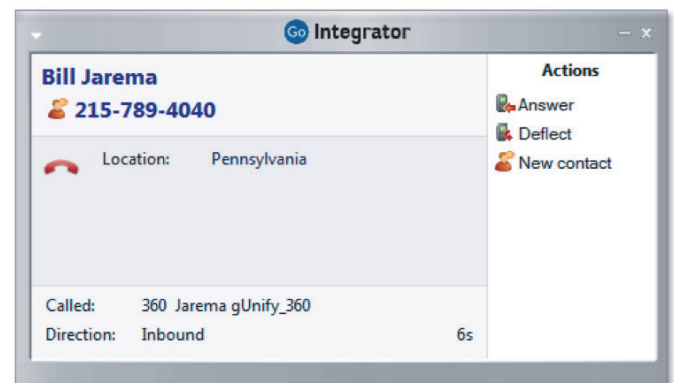 Go Integrator
Bill Jarema
215-789-4040
Location: Pennsylvania
Called: 360 Jarema gUnify_360
Direction: Inbound 6s
Actions
Answer
Deflect
New contact